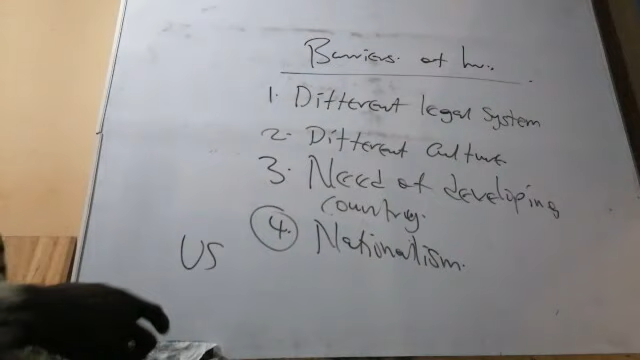 Barriers of
1. Different legal system
2. Different culture
3. Need of developing
country.
4. Nationalism.
US